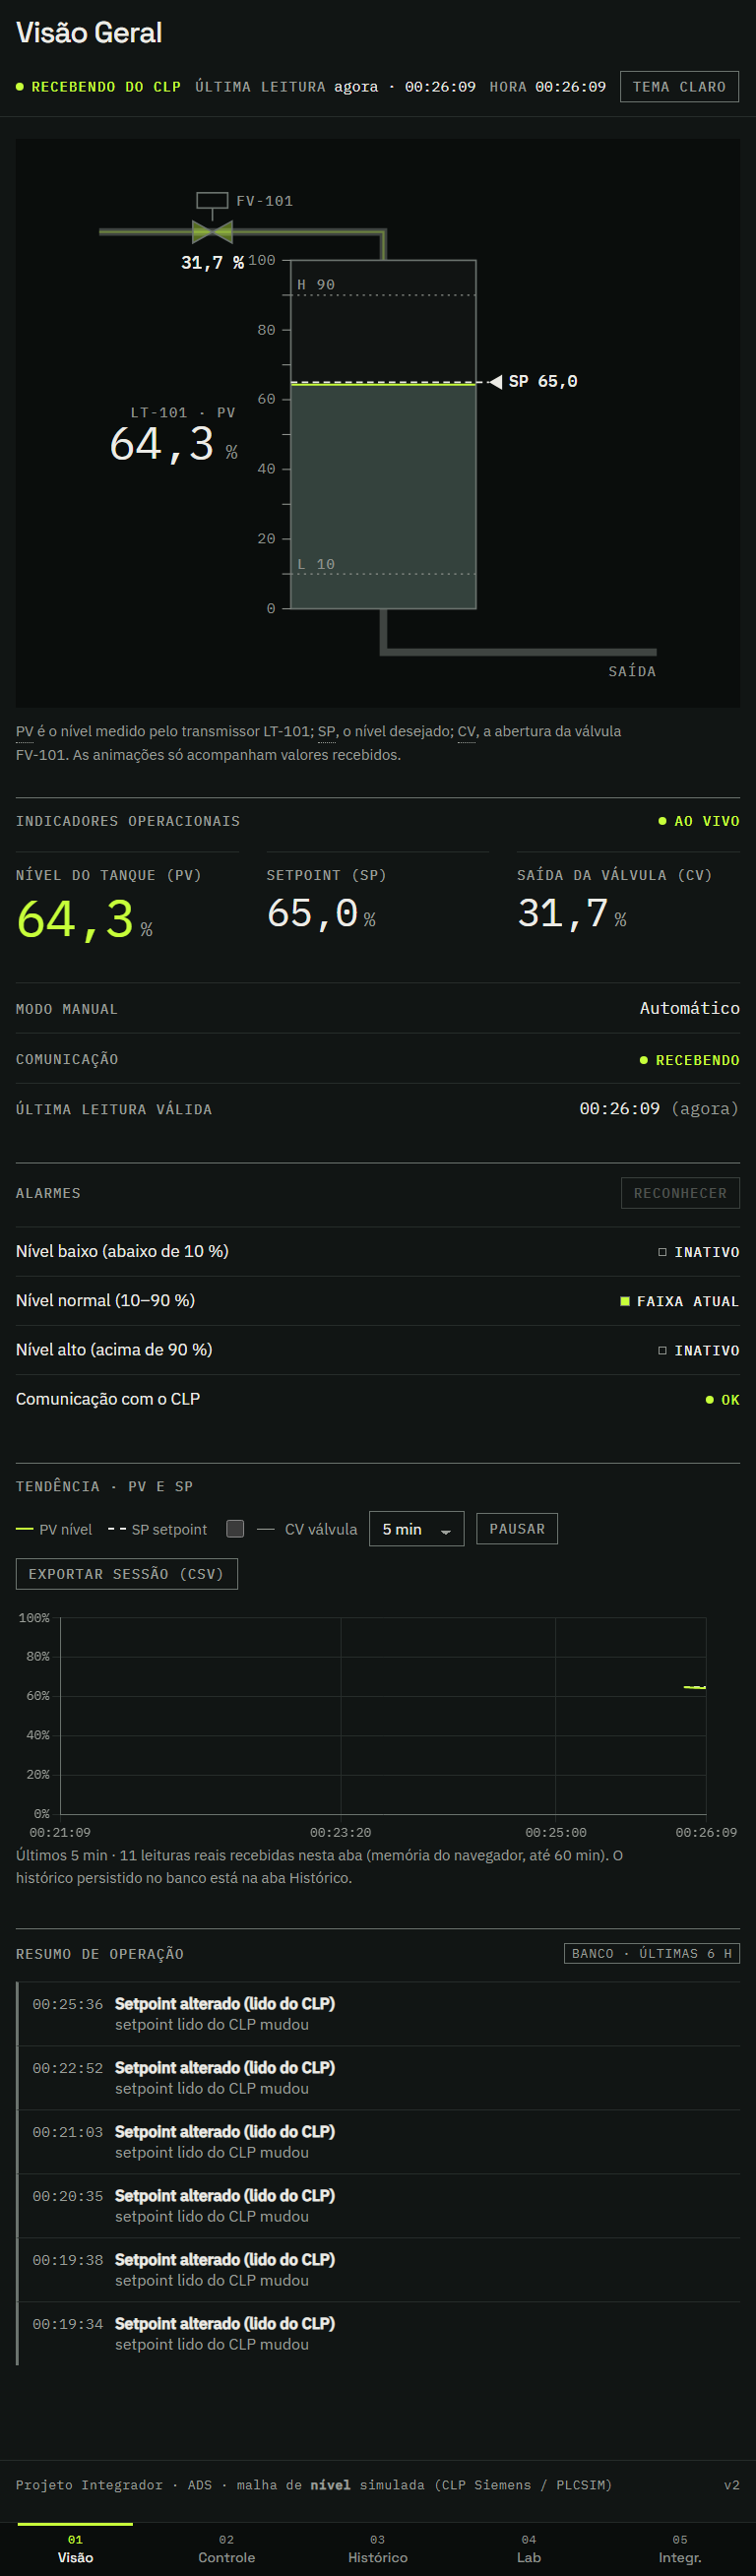 Visão Geral
RECEBENDO DO CLP ÚLTIMA LEITURA agora · 00:26:09 HORA 00:26:09 TEMA CLARO
FV-101
31,7 %
100
H 90
80
SP 65,0
60
LT-101 · PV
64,3 %
40
20
L 10
0
SAÍDA
PV é o nível medido pelo transmissor LT-101; SP, o nível desejado; CV, a abertura da válvula
FV-101. As animações só acompanham valores recebidos.
INDICADORES OPERACIONAIS AO VIVO
NÍVEL DO TANQUE (PV) SETPOINT (SP) SAÍDA DA VÁLVULA (CV)
64,3 % 65,0 % 31,7 %
MODO MANUAL Automático
COMUNICAÇÃO RECEBENDO
ÚLTIMA LEITURA VÁLIDA 00:26:09 (agora)
ALARMES RECONHECER
Nível baixo (abaixo de 10 %) INATIVO
Nível normal (10–90 %) FAIXA ATUAL
Nível alto (acima de 90 %) INATIVO
Comunicação com o CLP OK
TENDÊNCIA · PV E SP
PV nível SP setpoint CV válvula 5 min PAUSAR
EXPORTAR SESSÃO (CSV)
100%
80%
60%
40%
20%
0%
00:21:09 00:23:20 00:25:00 00:26:09
Últimos 5 min · 11 leituras reais recebidas nesta aba (memória do navegador, até 60 min). O
histórico persistido no banco está na aba Histórico.
RESUMO DE OPERAÇÃO BANCO · ÚLTIMAS 6 H
00:25:36 Setpoint alterado (lido do CLP)
setpoint lido do CLP mudou
00:22:52 Setpoint alterado (lido do CLP)
setpoint lido do CLP mudou
00:21:03 Setpoint alterado (lido do CLP)
setpoint lido do CLP mudou
00:20:35 Setpoint alterado (lido do CLP)
setpoint lido do CLP mudou
00:19:38 Setpoint alterado (lido do CLP)
setpoint lido do CLP mudou
00:19:34 Setpoint alterado (lido do CLP)
setpoint lido do CLP mudou
Projeto Integrador · ADS · malha de nível simulada (CLP Siemens / PLCSIM) v2
01 02 03 04 05
Visão Controle Histórico Lab Integr.